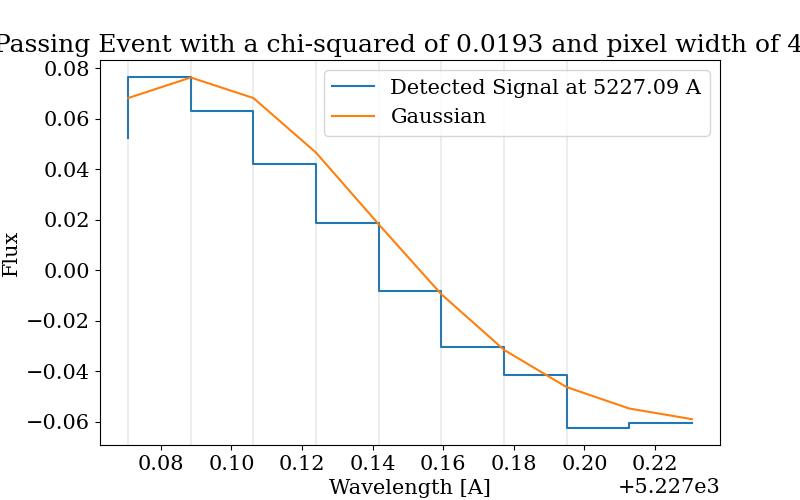 Passing Event with a chi-squared of 0.0193 and pixel width of 4
Detected Signal at 5227.09 A
Gaussian
Flux
0.08
0.06
0.04
0.02
0.00
−0.02
−0.04
−0.06
0.08 0.10 0.12 0.14 0.16 0.18 0.20 0.22
+5.227e3
Wavelength [A]